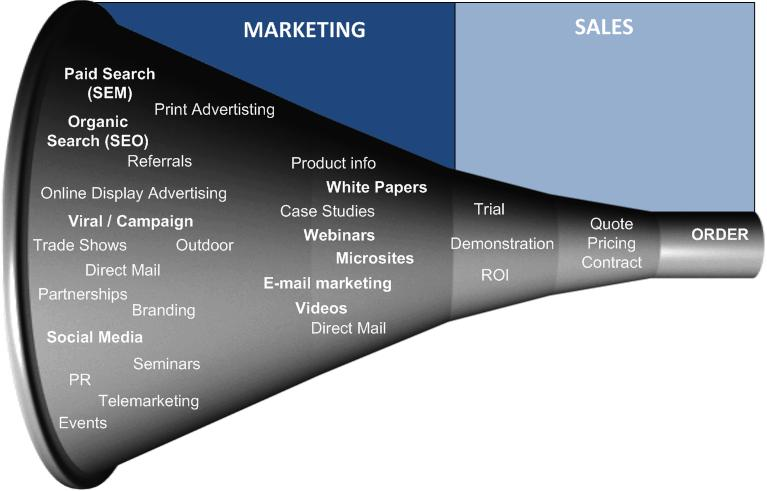 MARKETING
SALES
Paid Search
(SEM)
Print Advertisting
Organic
Search (SEO)
Referrals
Online Display Advertising
Viral / Campaign
Trade Shows
Outdoor
Direct Mail
Partnerships
Branding
Social Media
Seminars
PR
Telemarketing
Events
Product info
White Papers
Case Studies
Webinars
Microsites
E-mail marketing
Videos
Direct Mail
Trial
Demonstration
ROI
Quote
Pricing
Contract
ORDER